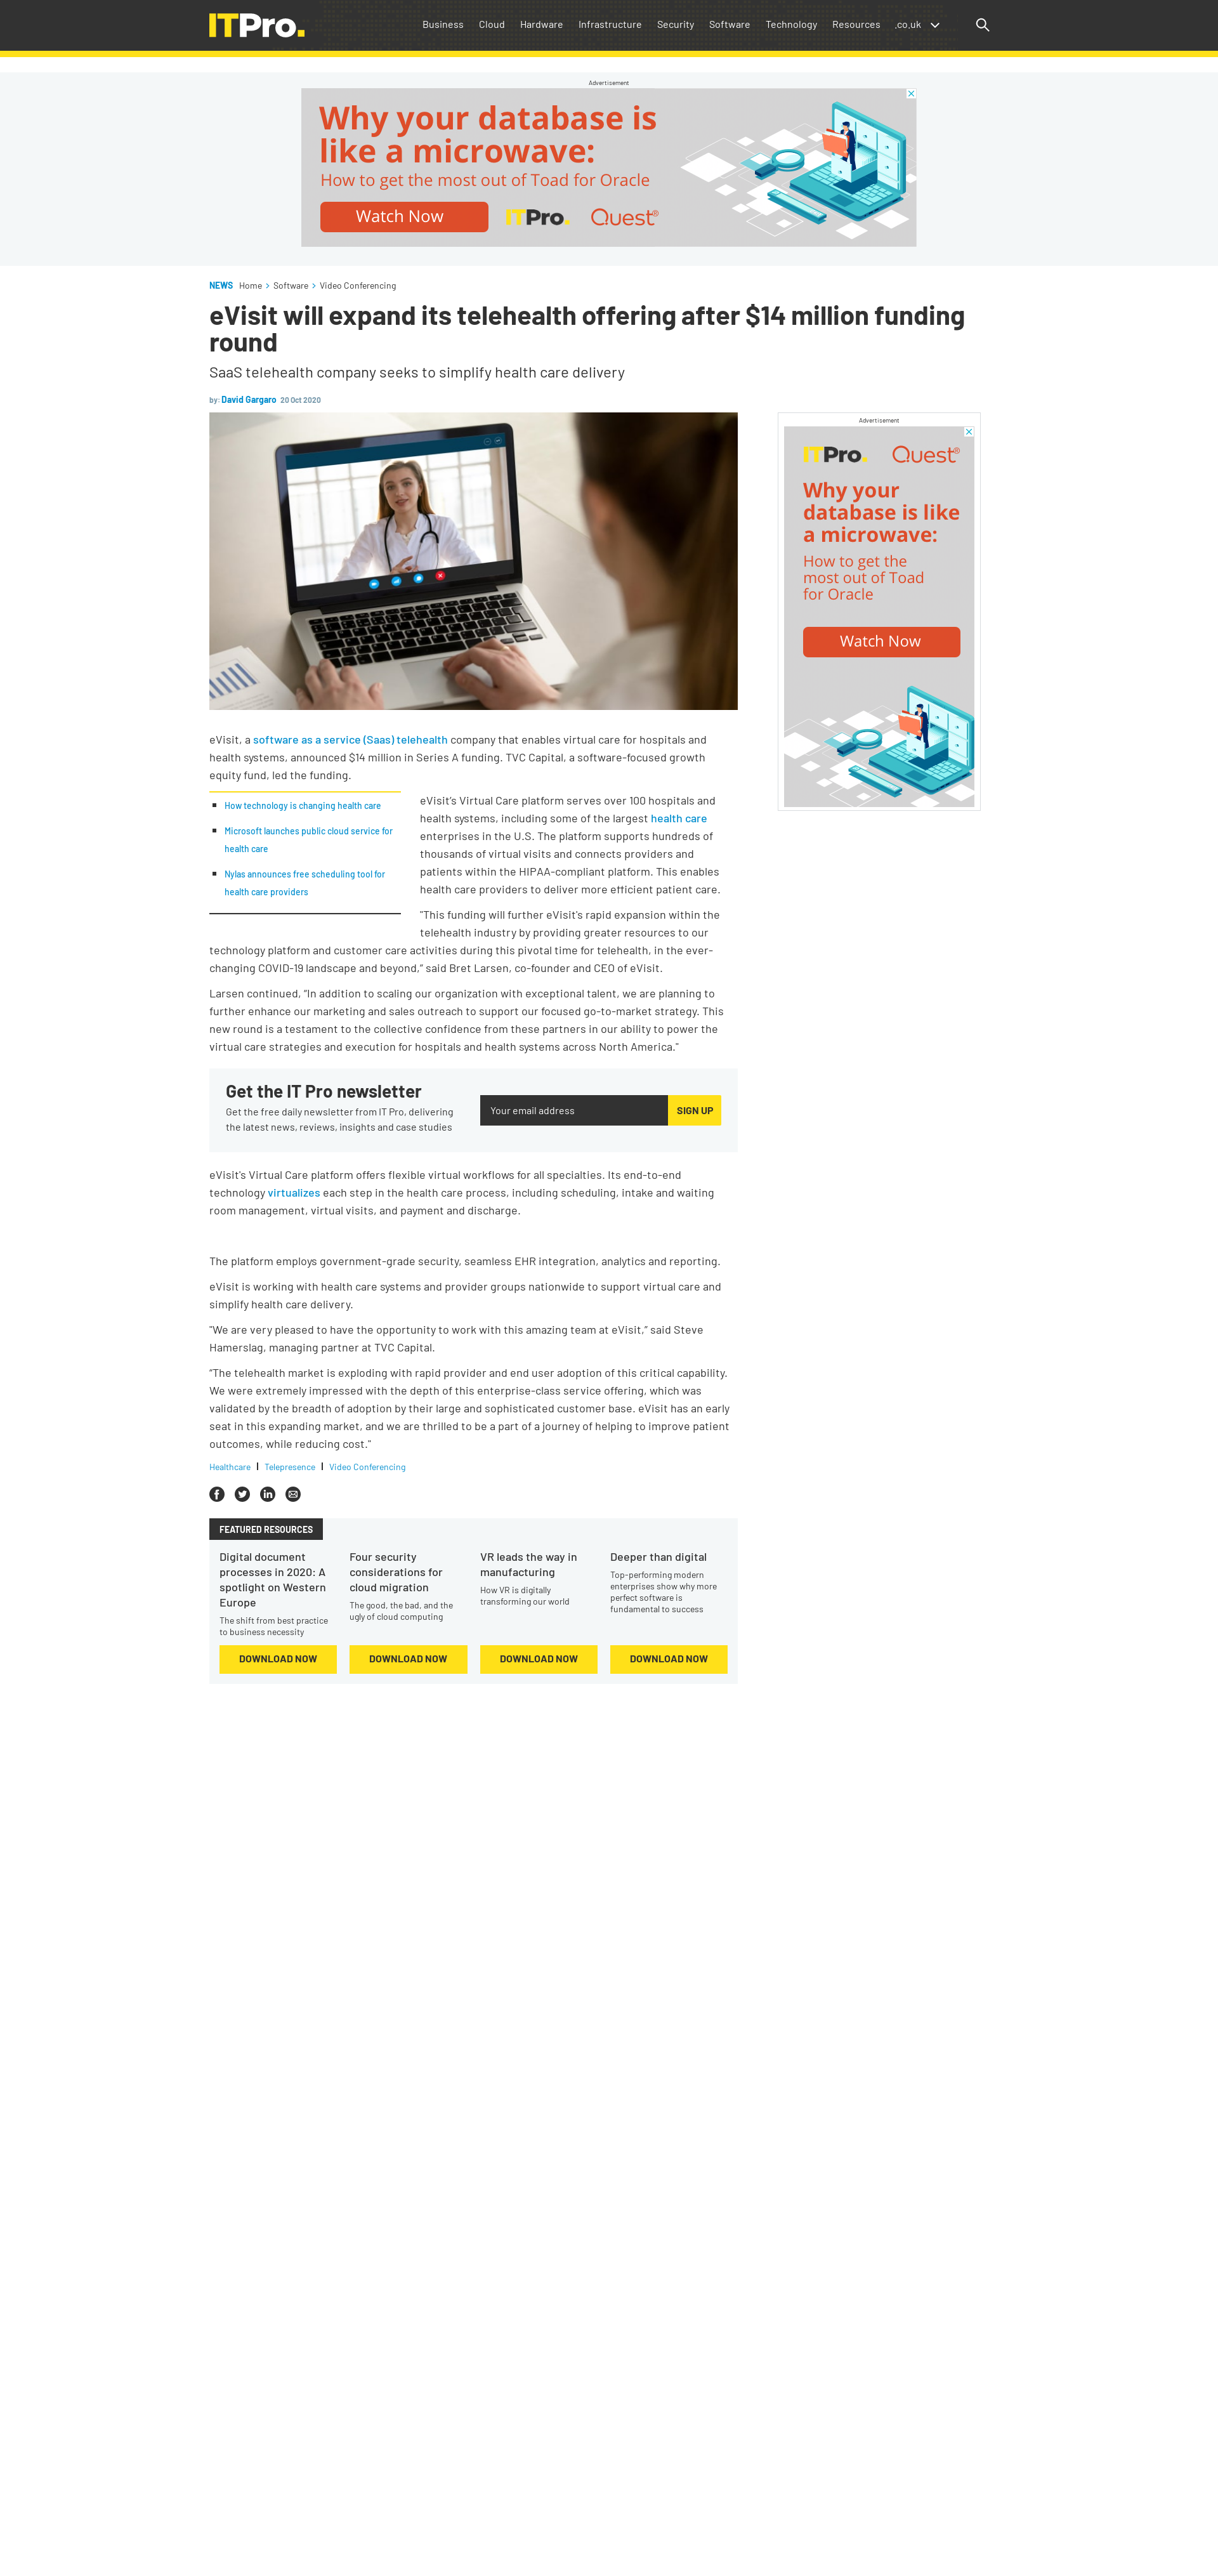 ITPro.
Business Cloud Hardware Infrastructure Security Software Technology Resources .co.uk
Advertisement
Why your database is
like a microwave:
How to get the most out of Toad for Oracle
Watch Now ITPro. Quest®
NEWS Home > Software > Video Conferencing
eVisit will expand its telehealth offering after $14 million funding
round
SaaS telehealth company seeks to simplify health care delivery
by: David Gargaro 20 Oct 2020
Advertisement
ITPro. Quest®
Why your
database is like
a microwave:
How to get the
most out of Toad
for Oracle
Watch Now
eVisit, a software as a service (Saas) telehealth company that enables virtual care for hospitals and
health systems, announced $14 million in Series A funding. TVC Capital, a software-focused growth
equity fund, led the funding.
How technology is changing health care
Microsoft launches public cloud service for
health care
Nylas announces free scheduling tool for
health care providers
eVisit's Virtual Care platform serves over 100 hospitals and
health systems, including some of the largest health care
enterprises in the U.S. The platform supports hundreds of
thousands of virtual visits and connects providers and
patients within the HIPAA-compliant platform. This enables
health care providers to deliver more efficient patient care.
"This funding will further eVisit's rapid expansion within the
telehealth industry by providing greater resources to our
technology platform and customer care activities during this pivotal time for telehealth, in the ever-
changing COVID-19 landscape and beyond," said Bret Larsen, co-founder and CEO of eVisit.
Larsen continued, "In addition to scaling our organization with exceptional talent, we are planning to
further enhance our marketing and sales outreach to support our focused go-to-market strategy. This
new round is a testament to the collective confidence from these partners in our ability to power the
virtual care strategies and execution for hospitals and health systems across North America."
Get the IT Pro newsletter
Get the free daily newsletter from IT Pro, delivering
the latest news, reviews, insights and case studies
Your email address SIGN UP
eVisit's Virtual Care platform offers flexible virtual workflows for all specialties. Its end-to-end
technology virtualizes each step in the health care process, including scheduling, intake and waiting
room management, virtual visits, and payment and discharge.
The platform employs government-grade security, seamless EHR integration, analytics and reporting.
eVisit is working with health care systems and provider groups nationwide to support virtual care and
simplify health care delivery.
"We are very pleased to have the opportunity to work with this amazing team at eVisit," said Steve
Hamerslag, managing partner at TVC Capital.
"The telehealth market is exploding with rapid provider and end user adoption of this critical capability.
We were extremely impressed with the depth of this enterprise-class service offering, which was
validated by the breadth of adoption by their large and sophisticated customer base. eVisit has an early
seat in this expanding market, and we are thrilled to be a part of a journey of helping to improve patient
outcomes, while reducing cost."
Healthcare | Telepresence | Video Conferencing
FEATURED RESOURCES
Digital document
processes in 2020: A
spotlight on Western
Europe
The shift from best practice
to business necessity
DOWNLOAD NOW
Four security
considerations for
cloud migration
The good, the bad, and the
ugly of cloud computing
DOWNLOAD NOW
VR leads the way in
manufacturing
How VR is digitally
transforming our world
DOWNLOAD NOW
Deeper than digital
Top-performing modern
enterprises show why more
perfect software is
fundamental to success
DOWNLOAD NOW